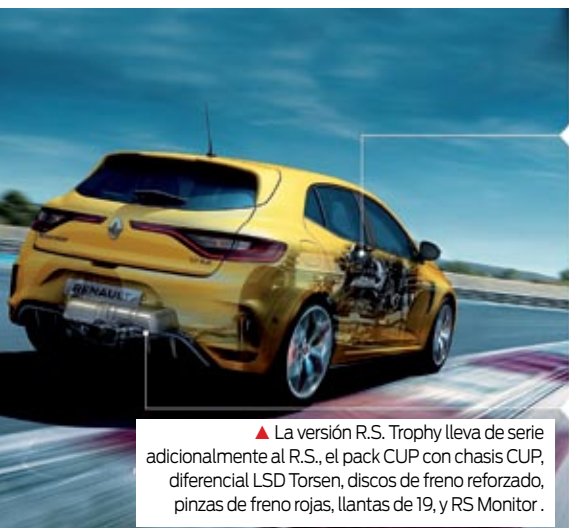 RENAULT
▲ La versión R.S. Trophy lleva de serie
adicionalmente al R.S., el pack CUP con chasis CUP,
diferencial LSD Torsen, discos de freno reforzado,
pinzas de freno rojas, llantas de 19, y RS Monitor .